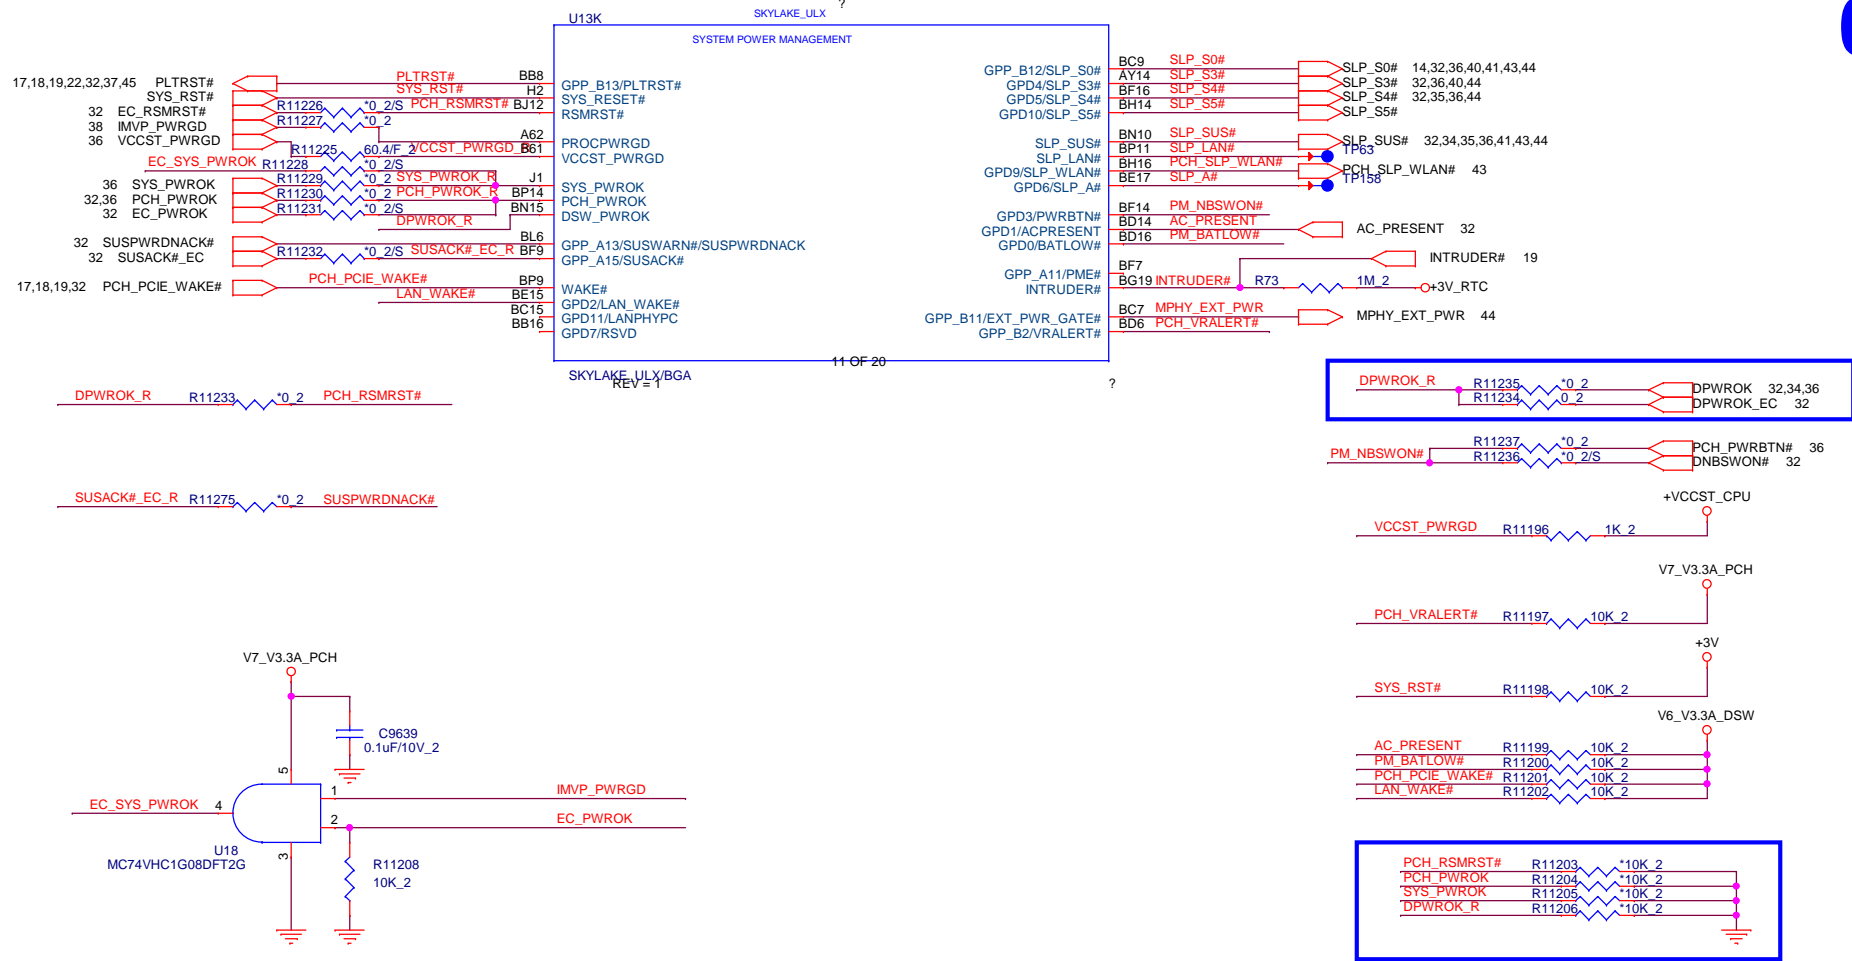 ?
SKYLAKE_ULX
U13K
SYSTEM POWER MANAGEMENT
17,18,19,22,32,37,45 PLTRST# PLTRST# BB8 GPP_B13/PLTRST#
SYS_RST# SYS_RST# H2 SYS_RESET#
32 EC_RSMRST# R11226 *0_2/S PCH_RSMRST# BJ12 RSMRST#
38 IMVP_PWRGD R11227 *0_2
36 VCCST_PWRGD A62 PROCPWRGD
R11225 60.4/F_2 VCCST_PWRGD_R B61 VCCST_PWRGD
EC_SYS_PWROK R11228 *0_2/S
36 SYS_PWROK R11229 *0_2 SYS_PWROK_R J1 SYS_PWROK
32,36 PCH_PWROK R11230 *0_2 PCH_PWROK_R BP14 PCH_PWROK
32 EC_PWROK R11231 *0_2/S BN15 DSW_PWROK
DPWROK_R
32 SUSPWRDNACK# BL6 GPP_A13/SUSWARN#/SUSPWRDNACK
32 SUSACK#_EC R11232 *0_2/S SUSACK#_EC_R BF9 GPP_A15/SUSACK#
17,18,19,32 PCH_PCIE_WAKE# PCH_PCIE_WAKE# BP9 WAKE#
LAN_WAKE# BE15 GPD2/LAN_WAKE#
BC15 GPD11/LANPHYPC
BB16 GPD7/RSVD
GPP_B12/SLP_S0# BC9 SLP_S0# SLP_S0# 14,32,36,40,41,43,44
GPD4/SLP_S3# AY14 SLP_S3# SLP_S3# 32,36,40,44
GPD5/SLP_S4# BF16 SLP_S4# SLP_S4# 32,35,36,44
GPD10/SLP_S5# BH14 SLP_S5# SLP_S5#
SLP_SUS# BN10 SLP_SUS# SLP_SUS# 32,34,35,36,41,43,44
SLP_LAN# BP11 SLP_LAN# TP63
GPD9/SLP_WLAN# BH16 PCH_SLP_WLAN# PCH_SLP_WLAN# 43
GPD6/SLP_A# BE17 SLP_A# TP158
GPD3/PWRBTN# BF14 PM_NBSWON#
GPD1/ACPRESENT BD14 AC_PRESENT AC_PRESENT 32
GPD0/BATLOW# BD16 PM_BATLOW#
INTRUDER# 19
GPP_A11/PME# BF7
INTRUDER# BG19 INTRUDER# R73 1M_2 +3V_RTC
GPP_B11/EXT_PWR_GATE# BC7 MPHY_EXT_PWR MPHY_EXT_PWR 44
GPP_B2/VRALERT# BD6 PCH_VRALERT#
11 OF 20
SKYLAKE_ULX/BGA
REV = 1
?
DPWROK_R R11233 *0_2 PCH_RSMRST#
SUSACK#_EC_R R11275 *0_2 SUSPWRDNACK#
DPWROK_R R11235 *0_2 DPWROK 32,34,36
R11234 0_2 DPWROK_EC 32
R11237 *0_2 PCH_PWRBTN# 36
PM_NBSWON# R11236 *0_2/S DNBSWON# 32
+VCCST_CPU
VCCST_PWRGD R11196 1K_2
V7_V3.3A_PCH
PCH_VRALERT# R11197 10K_2
+3V
SYS_RST# R11198 10K_2
V6_V3.3A_DSW
AC_PRESENT R11199 10K_2
PM_BATLOW# R11200 10K_2
PCH_PCIE_WAKE# R11201 10K_2
LAN_WAKE# R11202 10K_2
PCH_RSMRST# R11203 *10K_2
PCH_PWROK R11204 *10K_2
SYS_PWROK R11205 *10K_2
DPWROK_R R11206 *10K_2
V7_V3.3A_PCH
C9639
0.1uF/10V_2
5
1 IMVP_PWRGD
EC_SYS_PWROK 4
2 EC_PWROK
3
U18
MC74VHC1G08DFT2G
R11208
10K_2